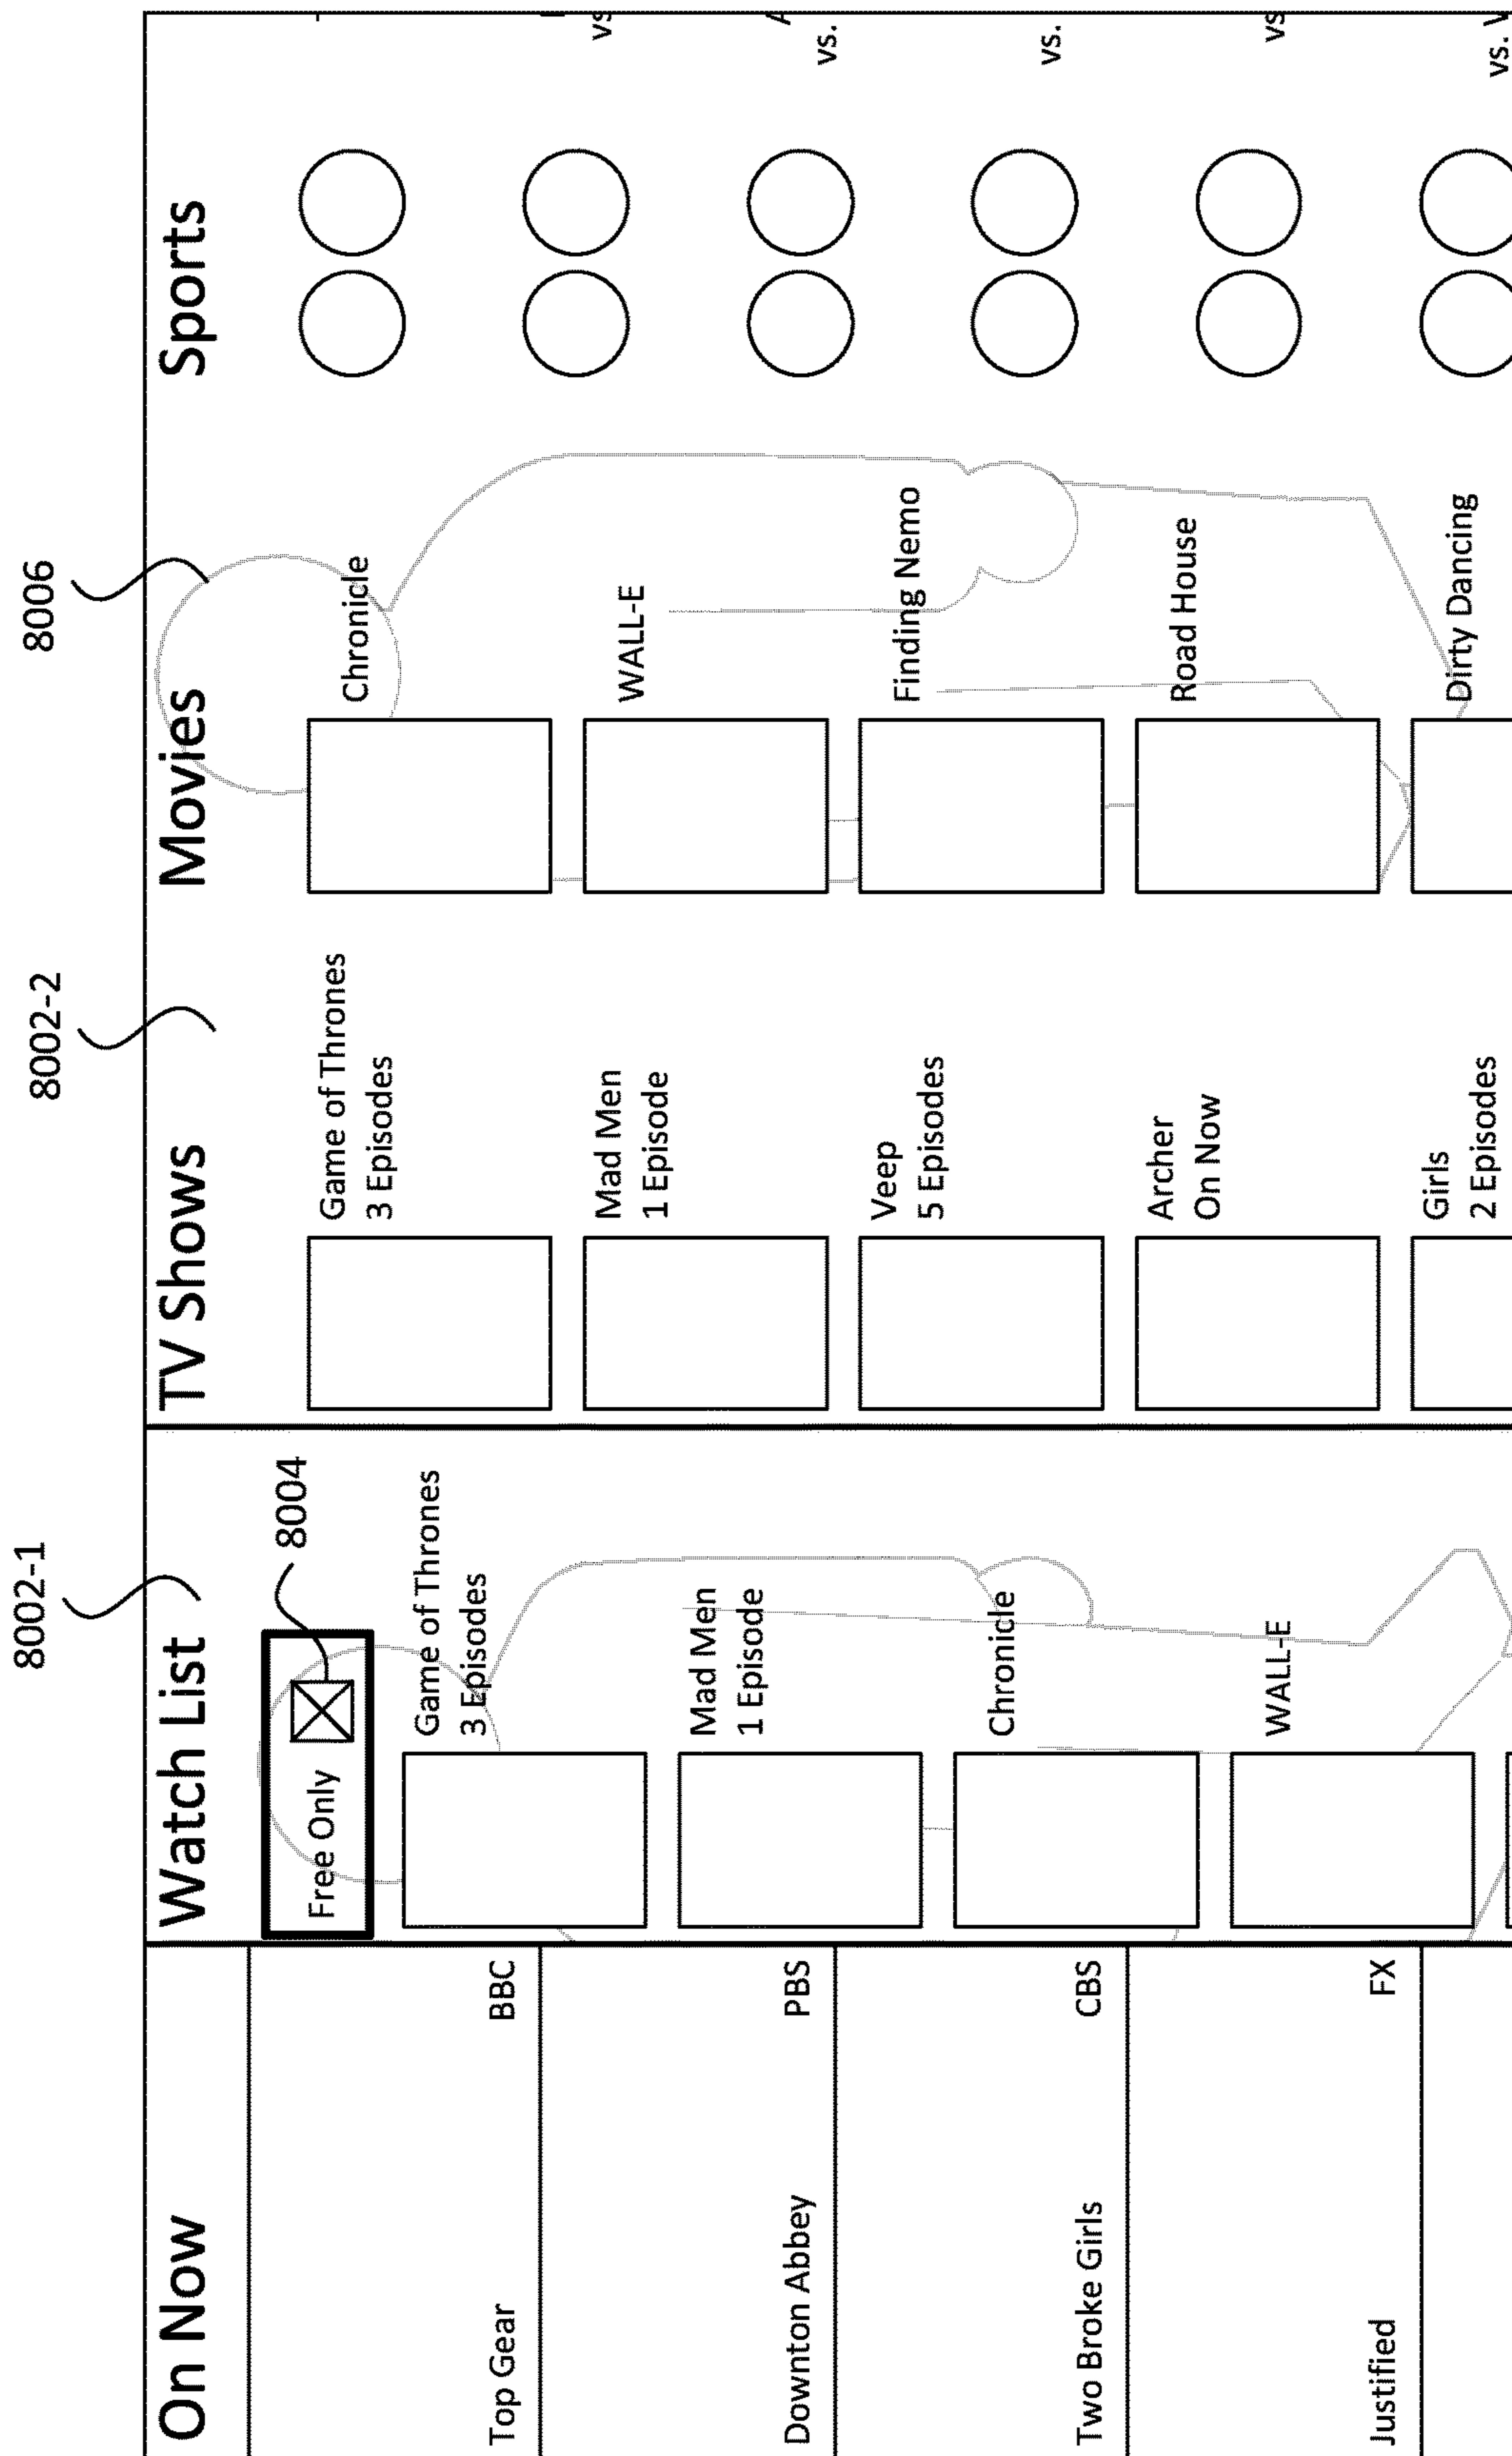 8002-1
8002-2
8006
On Now
Top Gear BBC
Downton Abbey PBS
Two Broke Girls CBS
Justified FX
Watch List
Free Only
8004
Game of Thrones
3 Episodes
Mad Men
1 Episode
Chronicle
WALL-E
TV Shows
Game of Thrones
3 Episodes
Mad Men
1 Episode
Veep
5 Episodes
Archer
On Now
Girls
2 Episodes
Movies
Chronicle
WALL-E
Finding Nemo
Road House
Dirty Dancing
Sports
vs
vs.
vs.
vs
vs.